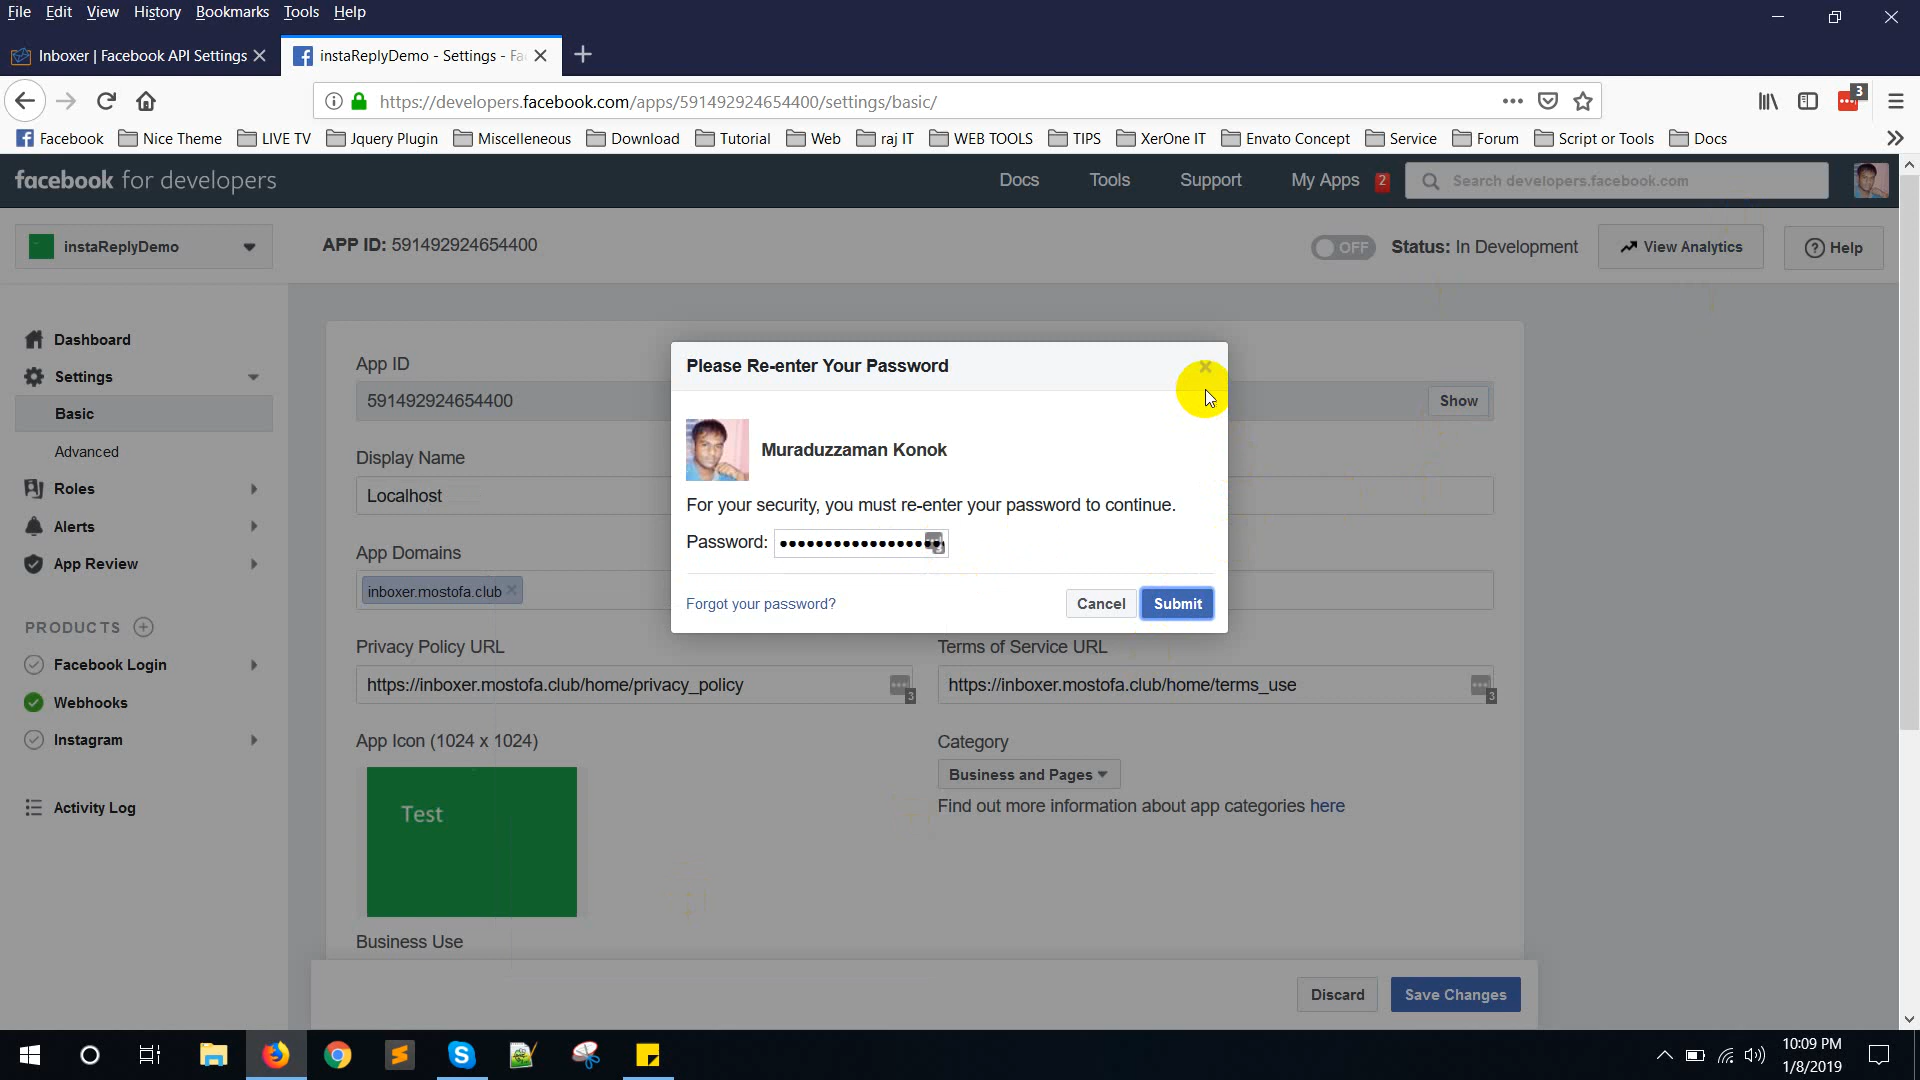 File Edit View History Bookmarks Tools Help
Inboxer | Facebook API Settings
instaReplyDemo - Settings - Fa
https://developers.facebook.com/apps/591492924654400/settings/basic/
3
Facebook Nice Theme LIVE TV Jquery Plugin Miscelleneous Download Tutorial Web raj IT WEB TOOLS TIPS XerOne IT Envato Concept Service Forum Script or Tools Docs
facebook for developers
Docs Tools Support My Apps 2
Search developers.facebook.com
instaReplyDemo
APP ID: 591492924654400
OFF Status: In Development
View Analytics
Help
Dashboard
Settings
Basic
Advanced
Roles
Alerts
App Review
PRODUCTS
Facebook Login
Webhooks
Instagram
Activity Log
App ID
591492924654400
Show
Display Name
Localhost
App Domains
inboxer.mostofa.club
Please Re-enter Your Password
Muraduzzaman Konok
For your security, you must re-enter your password to continue.
Password:
3
Forgot your password?
Cancel
Submit
Privacy Policy URL
https://inboxer.mostofa.club/home/privacy_policy
3
Terms of Service URL
https://inboxer.mostofa.club/home/terms_use
3
App Icon (1024 x 1024)
Test
Category
Business and Pages
Find out more information about app categories here
Business Use
Discard
Save Changes
10:09 PM
1/8/2019